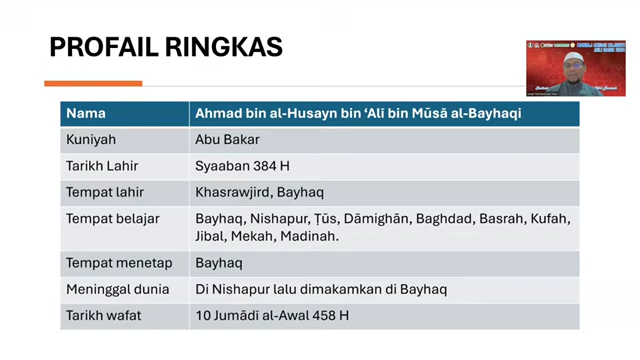 PROFAIL RINGKAS
Nama Ahmad bin al-Husayn bin ‘Alī bin Mūsā al-Bayhaqi
Kuniyah Abu Bakar
Tarikh Lahir Syaaban 384 H
Tempat lahir Khasrawjird, Bayhaq
Tempat belajar Bayhaq, Nishapur, Ṭūs, Dāmighān, Baghdad, Basrah, Kufah,
Jibal, Mekah, Madinah.
Tempat menetap Bayhaq
Meninggal dunia Di Nishapur lalu dimakamkan di Bayhaq
Tarikh wafat 10 Jumādī al-Awal 458 H